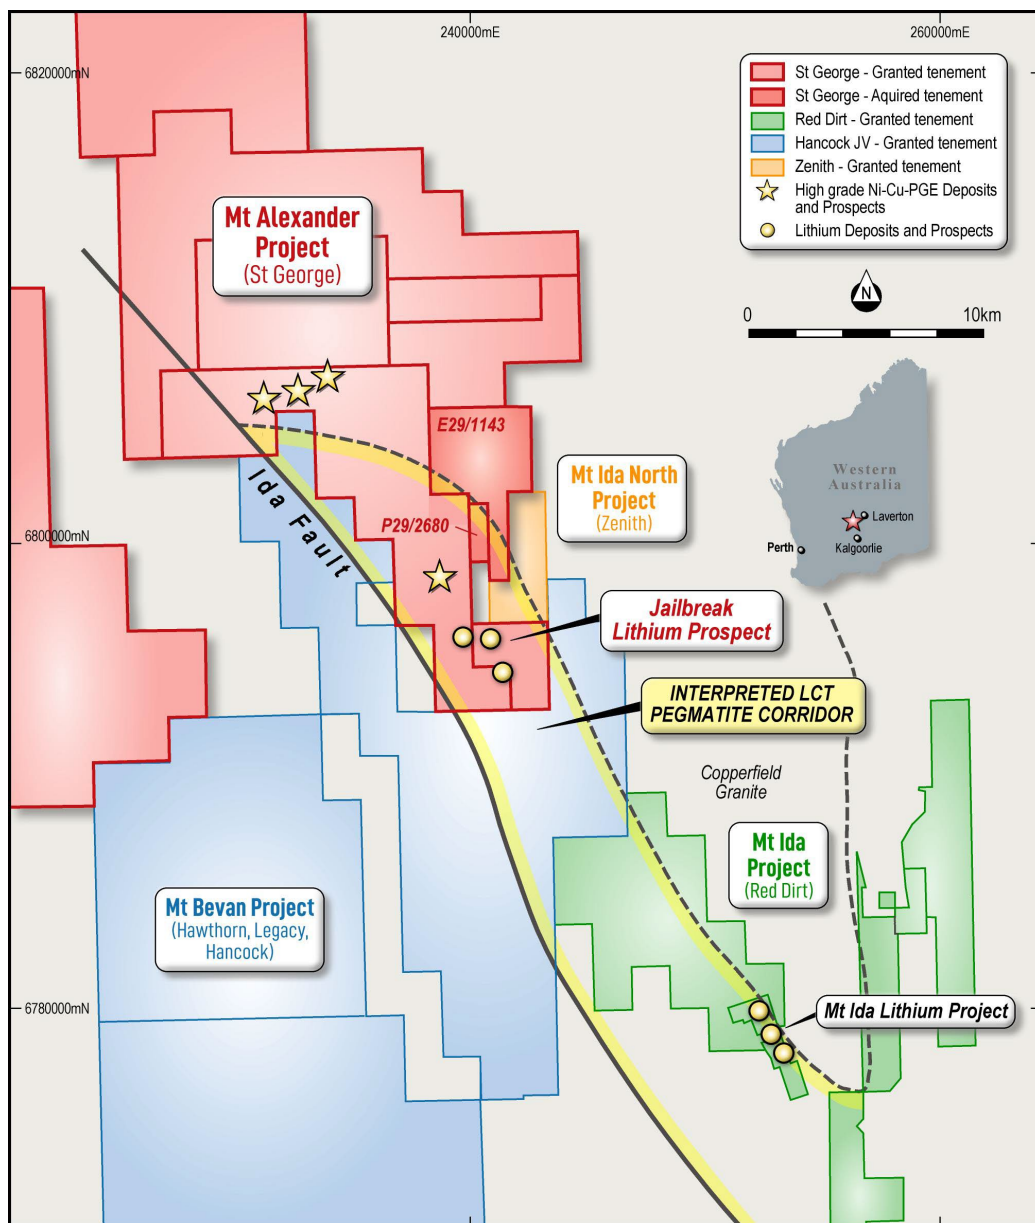 240000mE
260000mE
6820000mN
St George - Granted tenement
St George - Aquired tenement
Red Dirt - Granted tenement
Hancock JV - Granted tenement
Zenith - Granted tenement
High grade Ni-Cu-PGE Deposits
and Prospects
Lithium Deposits and Prospects
Mt Alexander
Project
(St George)
N
0
10km
E29/1143
Western
Australia
Mt Ida North
Project
(Zenith)
Ida Fault
P29/2680
Laverton
Perth
Kalgoorlie
6800000mN
Jailbreak
Lithium Prospect
INTERPRETED LCT
PEGMATITE CORRIDOR
Copperfield
Granite
Mt Ida
Project
(Red Dirt)
Mt Bevan Project
(Hawthorn, Legacy,
Hancock)
6780000mN
Mt Ida Lithium Project